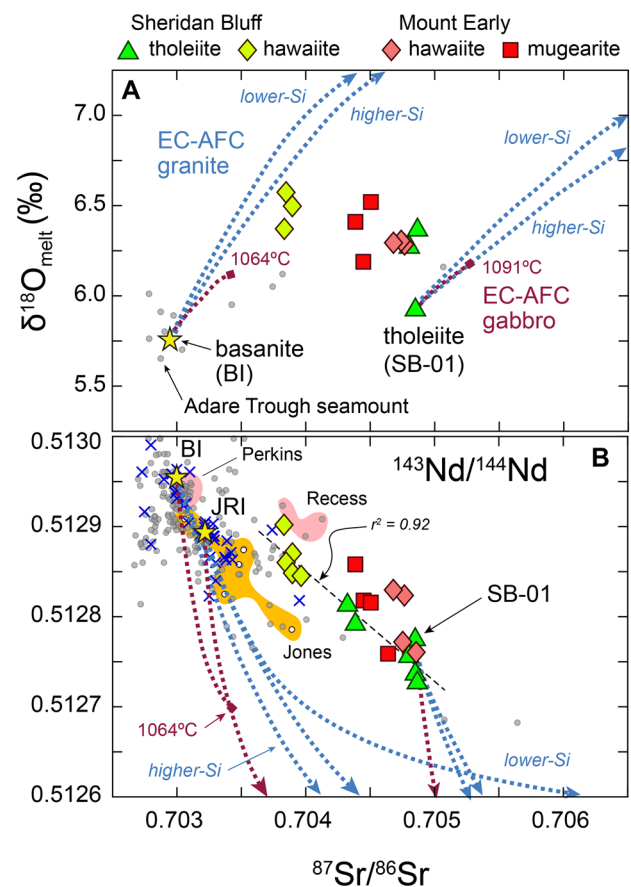 Sheridan Bluff Mount Early
tholeiite hawaiite hawaiite mugearite
A
7.0
6.5
6.0
5.5
δ¹⁸Omelt (‰)
lower-Si
higher-Si
EC-AFC
granite
lower-Si
higher-Si
1064ºC
1091ºC
EC-AFC
gabbro
basanite
(BI)
tholeiite
(SB-01)
Adare Trough seamount
B
0.5130
0.5129
0.5128
0.5127
0.5126
BI
Perkins
¹⁴³Nd/¹⁴⁴Nd
JRI
Recess
r² = 0.92
SB-01
Jones
1064ºC
higher-Si
lower-Si
0.703 0.704 0.705 0.706
⁸⁷Sr/⁸⁶Sr